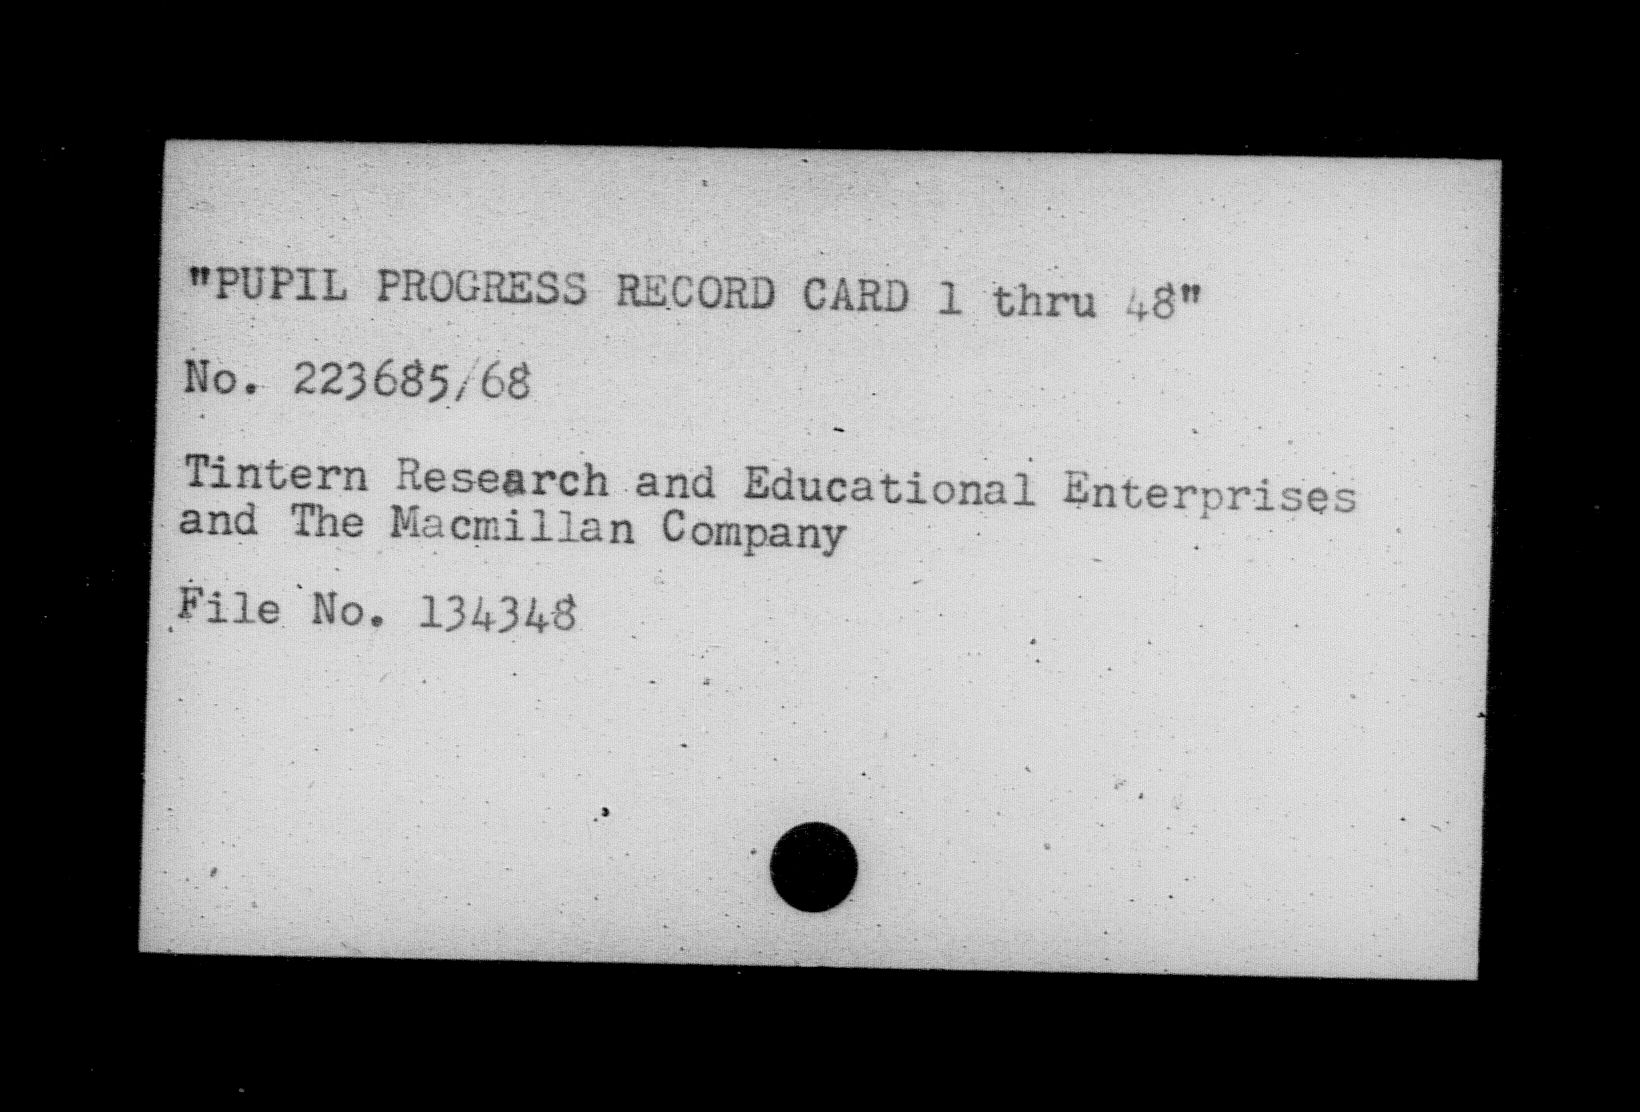 "PUPIL PROGRESS RECORD CARD 1 thru 48"
No. 223685/68
Tintern Research and Educational Enterprises
and The Macmillan Company
File No. 134348